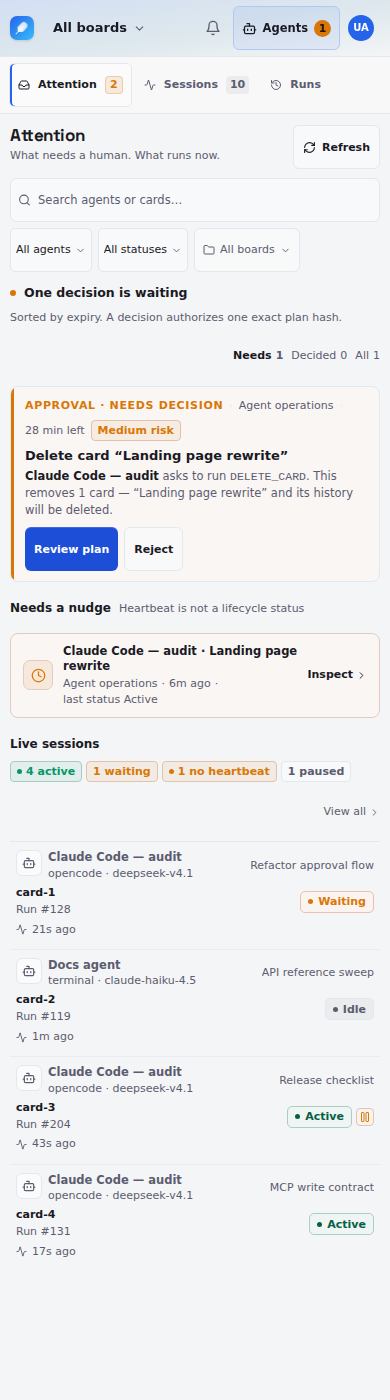 All boards
Agents 1
UA
Attention 2
Sessions 10
Runs
Attention
What needs a human. What runs now.
Refresh
Search agents or cards…
All agents
All statuses
All boards
One decision is waiting
Sorted by expiry. A decision authorizes one exact plan hash.
Needs 1 Decided 0 All 1
APPROVAL · NEEDS DECISION · Agent operations ·
28 min left Medium risk
Delete card “Landing page rewrite”
Claude Code — audit asks to run DELETE_CARD. This
removes 1 card — “Landing page rewrite” and its history
will be deleted.
Review plan
Reject
Needs a nudge Heartbeat is not a lifecycle status
Claude Code — audit · Landing page
rewrite
Agent operations · 6m ago ·
last status Active
Inspect
Live sessions
4 active
1 waiting
1 no heartbeat
1 paused
View all
Claude Code — audit
opencode · deepseek-v4.1
Refactor approval flow
card-1
Run #128
Waiting
21s ago
Docs agent
terminal · claude-haiku-4.5
API reference sweep
card-2
Run #119
Idle
1m ago
Claude Code — audit
opencode · deepseek-v4.1
Release checklist
card-3
Run #204
Active
43s ago
Claude Code — audit
opencode · deepseek-v4.1
MCP write contract
card-4
Run #131
Active
17s ago